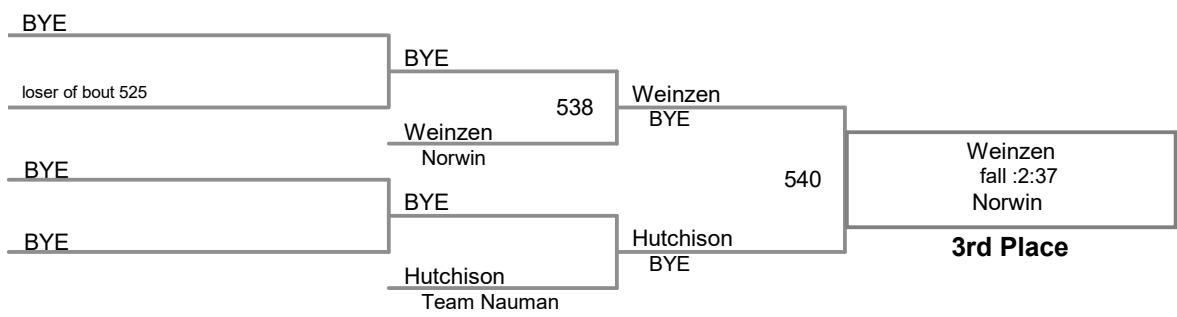 BYE
loser of bout 525
BYE
538
Weinzen
Norwin
Weinzen
BYE
BYE
BYE
BYE
Hutchison
Team Nauman
Hutchison
BYE
540
Weinzen
fall :2:37
Norwin
3rd Place